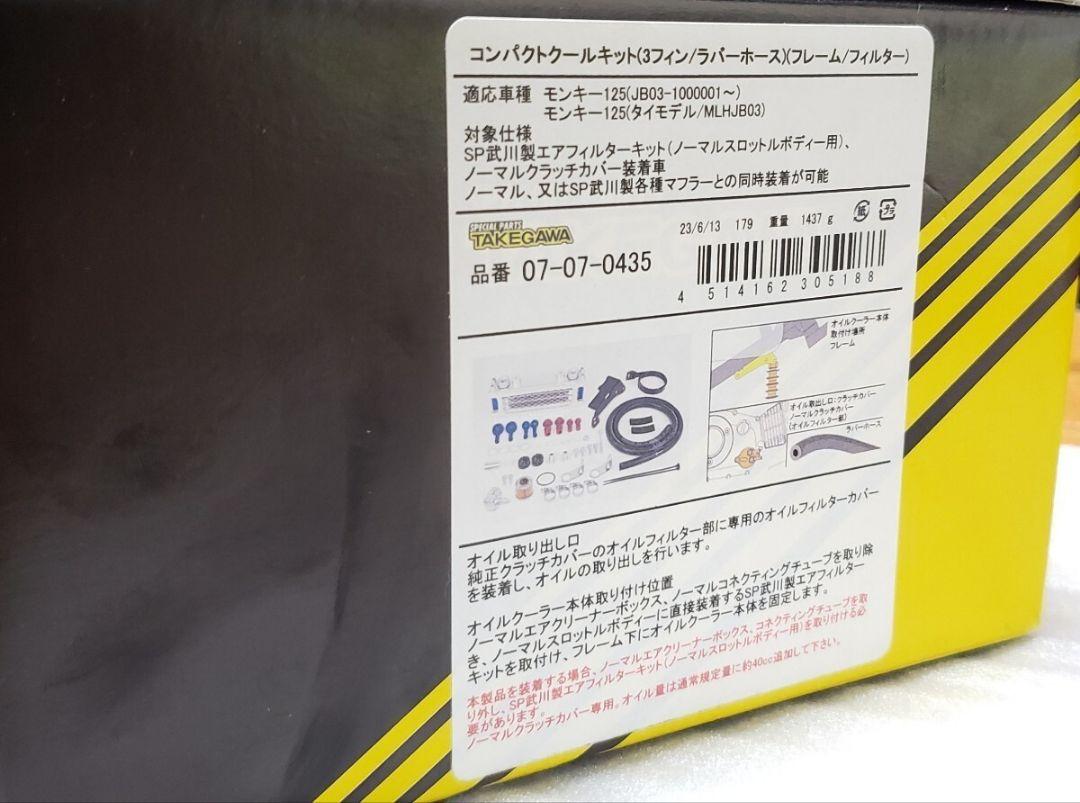 コンパクトクールキット(3フィン/ラバーホース)(フレーム/フィルター)
適応車種 モンキー125(JB03-1000001～)
モンキー125(タイモデル/MLHJB03)
対象仕様
SP武川製エアフィルターキット(ノーマルスロットルボディー用)、
ノーマルクラッチカバー装着車
ノーマル、又はSP武川製各種マフラーとの同時装着が可能
SPECIAL PARTS
TAKEGAWA
23/6/13 179 重量 1437 g
紙 プラ
品番 07-07-0435
4 514162 305188
オイルクーラー本体
取付け場所
フレーム
オイル取出し口:クラッチカバー
ノーマルクラッチカバー
(オイルフィルター部)
ラバーホース
オイル取り出し口
純正クラッチカバーのオイルフィルター部に専用のオイルフィルターカバー
を装着し、オイルの取り出しを行います。
オイルクーラー本体取り付け位置
ノーマルエアクリーナーボックス、ノーマルコネクティングチューブを取り除
き、ノーマルスロットルボディーに直接装着するSP武川製エアフィルター
キットを取付け、フレーム下にオイルクーラー本体を固定します。
本製品を装着する場合、ノーマルエアクリーナーボックス、コネクティングチューブを取
り外し、SP武川製エアフィルターキット(ノーマルスロットルボディー用)を取り付ける必
要があります。
ノーマルクラッチカバー専用。オイル量は通常規定量に約40cc追加して下さい。